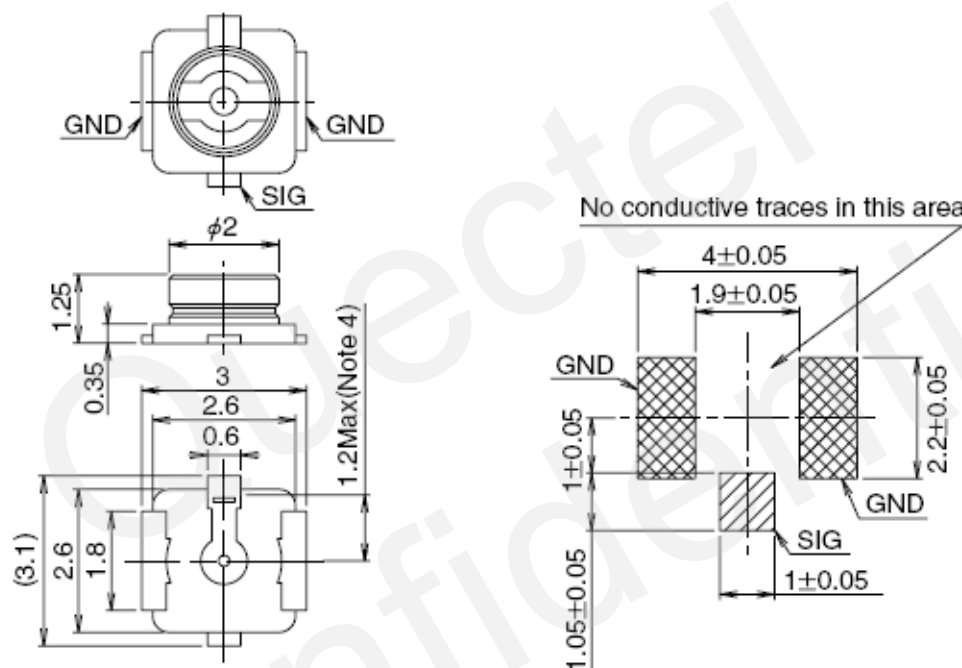 GND
GND
SIG
No conductive traces in this area
ϕ2
4±0.05
1.9±0.05
1.25
0.35
1.2Max(Note 4)
GND
3
2.6
0.6
2.2±0.05
1±0.05
GND
SIG
(3.1)
2.6
1.8
1.05±0.05
1±0.05
Quectel
Confidential